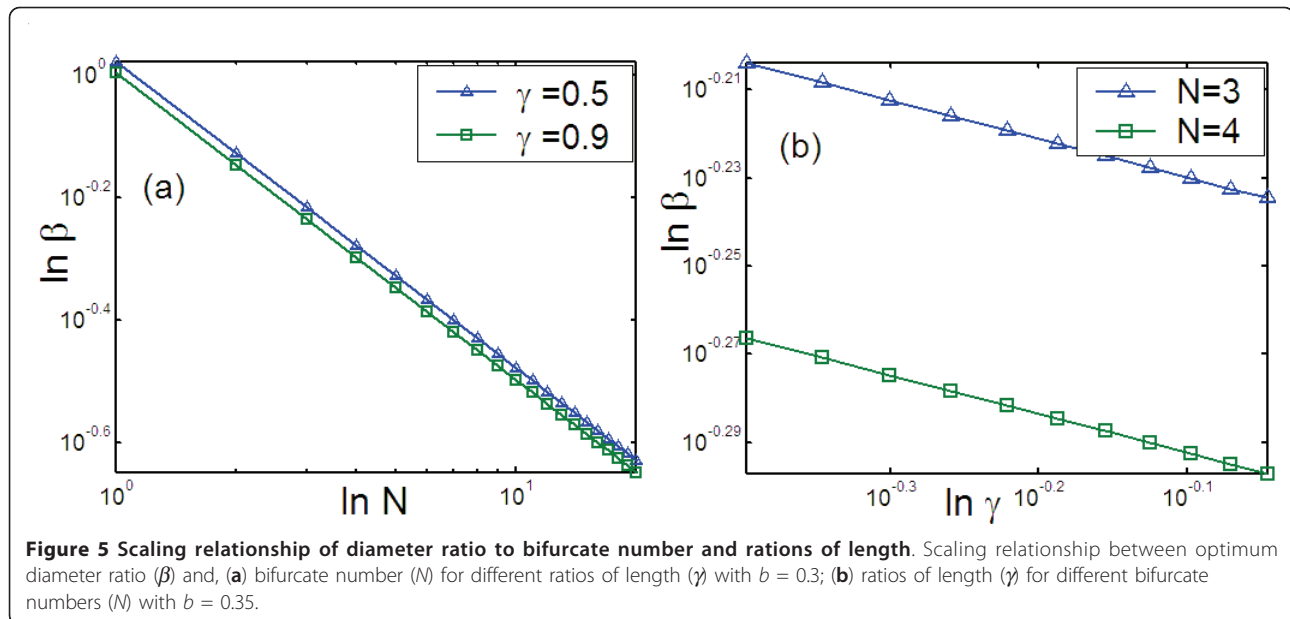 10^0
10^-0.2
10^-0.4
10^-0.6
ln β
(a)
γ =0.5
γ =0.9
10^0
ln N
10^1
10^-0.21
10^-0.23
10^-0.25
10^-0.27
10^-0.29
ln β
(b)
N=3
N=4
10^-0.3
ln γ
10^-0.2
10^-0.1
Figure 5 Scaling relationship of diameter ratio to bifurcate number and rations of length. Scaling relationship between optimum
diameter ratio (β) and, (a) bifurcate number (N) for different ratios of length (γ) with b = 0.3; (b) ratios of length (γ) for different bifurcate
numbers (N) with b = 0.35.